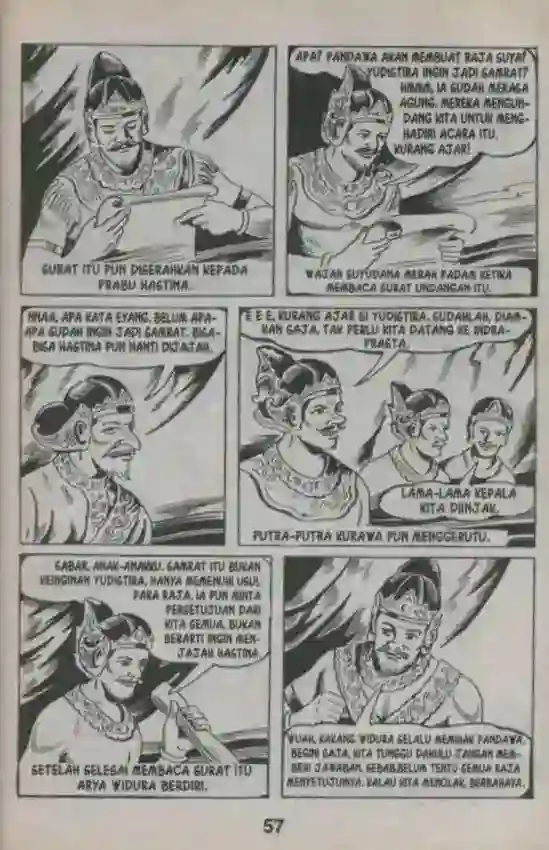 SURAT ITU PUN DISERAHKAN KEPADA
PRABU HASTINA.
APA? PANDAWA AKAN MEMBUAT RAJA SUYA?
YUDISTIRA INGIN JADI SAMRAT?
HMMM, IA SUDAH MERASA
AGUNG. MEREKA MENGUN-
DANG KITA UNTUK MENG-
HADIRI ACARA ITU.
KURANG AJAR!
WAJAH SUYUDANA MERAH PADAM KETIKA
MEMBACA SURAT UNDANGAN ITU.
NHAA, APA KATA EYANG. BELUM APA-
APA SUDAH INGIN JADI SAMRAT. BISA-
BISA HASTINA PUN NANTI DIJAJAH.
E E E, KURANG AJAR SI YUDISTIRA. SUDAHLAH, DIAM-
KAN SAJA, TAK PERLU KITA DATANG KE INDRA-
PRASTA.
LAMA-LAMA KEPALA
KITA DIINJAK.
PUTRA-PUTRA KURAWA PUN MENGGERUTU.
SABAR, ANAK-ANAKKU. SAMRAT ITU BUKAN
KEINGINAN YUDISTIRA, HANYA MEMENUHI USUL
PARA RAJA. IA PUN MINTA
PERSETUJUAN DARI
KITA SEMUA. BUKAN
BERARTI INGIN MEN-
JAJAH HASTINA
SETELAH SELESAI MEMBACA SURAT ITU
ARYA WIDURA BERDIRI.
WUAH, KAKANG WIDURA SELALU MEMIHAK PANDAWA.
BEGINI SAJA, KITA TUNGGU DAHULU JANGAN MEM-
BERI JAWABAN. SEBAB, BELUM TENTU SEMUA RAJA
MENYETUJUINYA. KALAU KITA MENOLAK, BERBAHAYA.
57